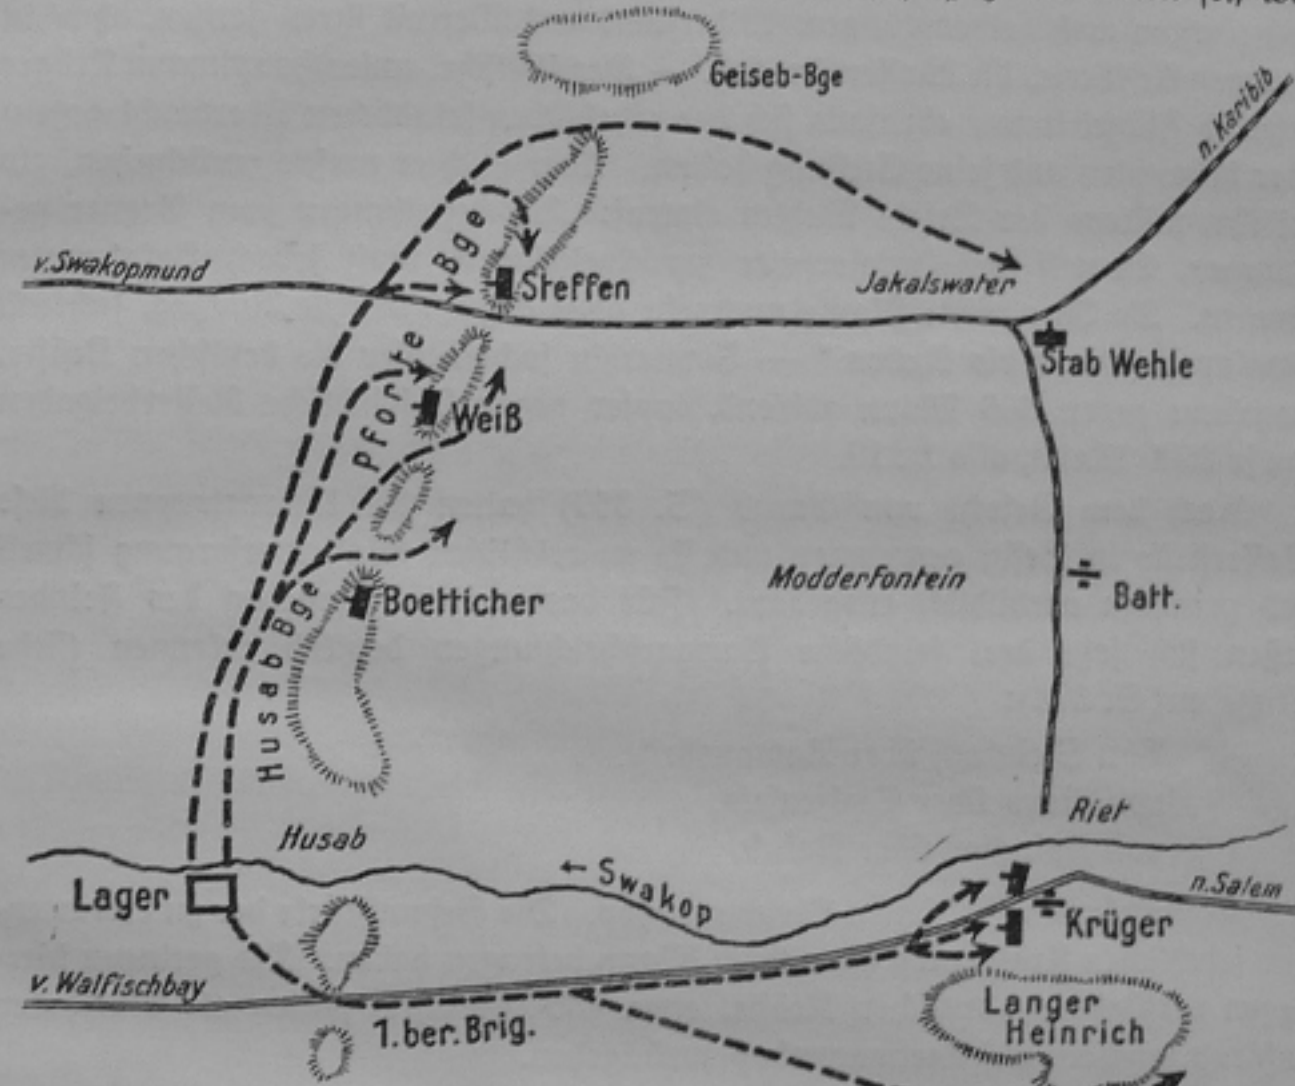 Geiseb-Bge
n. Karibib
v. Swakopmund
Pforte Bge
Steffen
Jakalswater
Stab Wehle
Weiß
Modderfontein
Batt.
Husab Bge
Boetticher
Riet
Husab
← Swakop
n. Salem
Lager
Krüger
v. Walfischbay
1. ber. Brig.
Langer
Heinrich